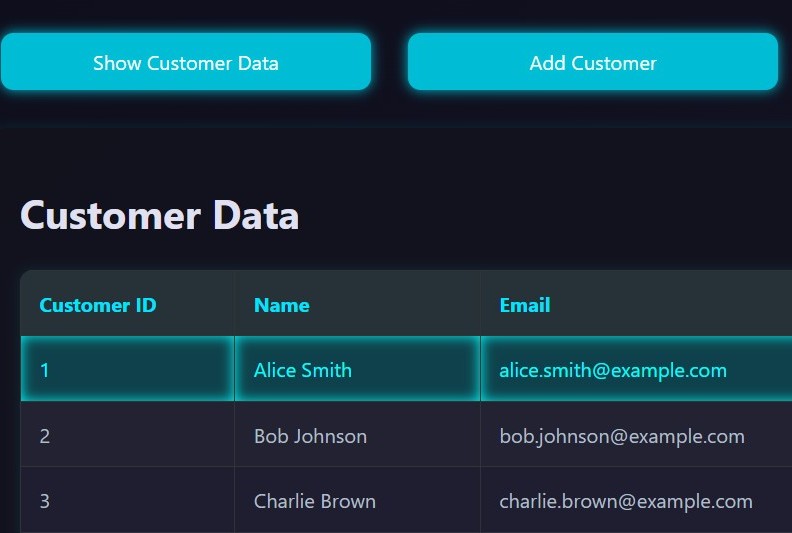 Show Customer Data Add Customer
Customer Data
Customer ID Name Email
1 Alice Smith alice.smith@example.com
2 Bob Johnson bob.johnson@example.com
3 Charlie Brown charlie.brown@example.com